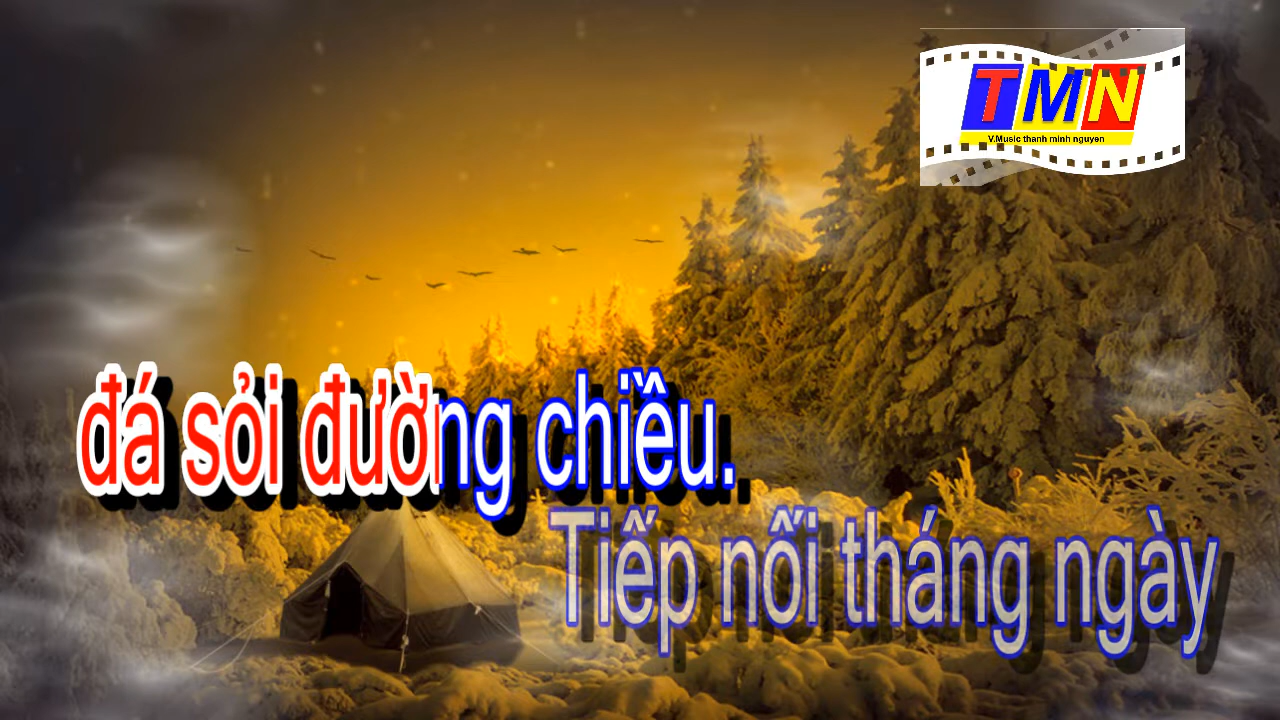 TMN
V.Music thanh minh nguyen
đá sỏi đường chiều.
Tiếp nối tháng ngày